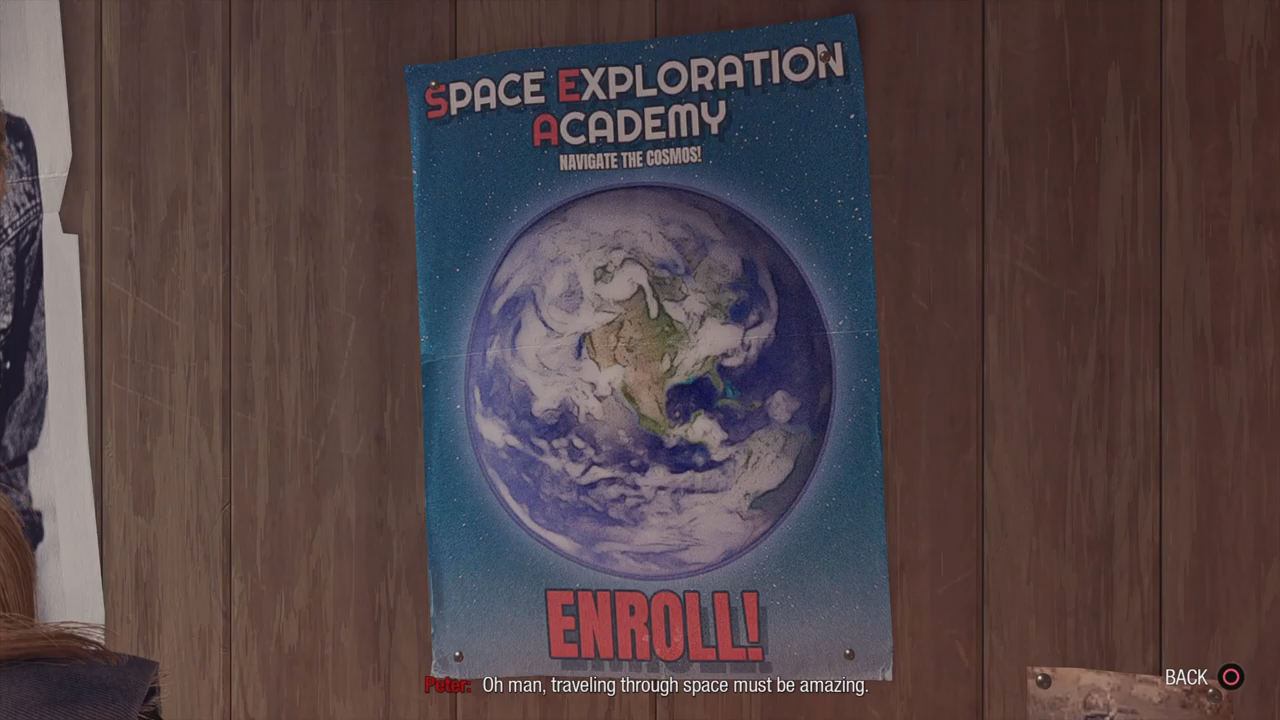 SPACE EXPLORATION
ACADEMY
NAVIGATE THE COSMOS!
ENROLL!
Peter: Oh man, traveling through space must be amazing.
BACK